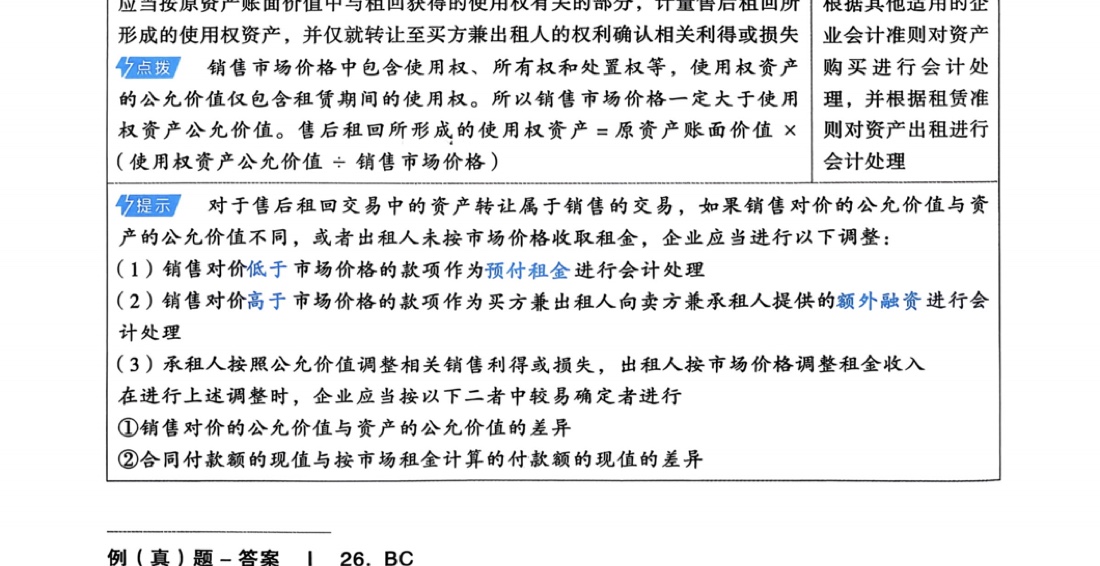 应当按原资产账面价值中与租回获得的使用权有关的部分，计量售后租回所
形成的使用权资产，并仅就转让至买方兼出租人的权利确认相关利得或损失
点拨 销售市场价格中包含使用权、所有权和处置权等，使用权资产
的公允价值仅包含租赁期间的使用权。所以销售市场价格一定大于使用
权资产公允价值。售后租回所形成的使用权资产 = 原资产账面价值 ×
（使用权资产公允价值 ÷ 销售市场价格）
根据其他适用的企
业会计准则对资产
购买进行会计处
理，并根据租赁准
则对资产出租进行
会计处理
提示 对于售后租回交易中的资产转让属于销售的交易，如果销售对价的公允价值与资
产的公允价值不同，或者出租人未按市场价格收取租金，企业应当进行以下调整：
（1）销售对价低于市场价格的款项作为预付租金进行会计处理
（2）销售对价高于市场价格的款项作为买方兼出租人向卖方兼承租人提供的额外融资进行会
计处理
（3）承租人按照公允价值调整相关销售利得或损失，出租人按市场价格调整租金收入
在进行上述调整时，企业应当按以下二者中较易确定者进行
①销售对价的公允价值与资产的公允价值的差异
②合同付款额的现值与按市场租金计算的付款额的现值的差异
例（真）题－答案 | 26. BC